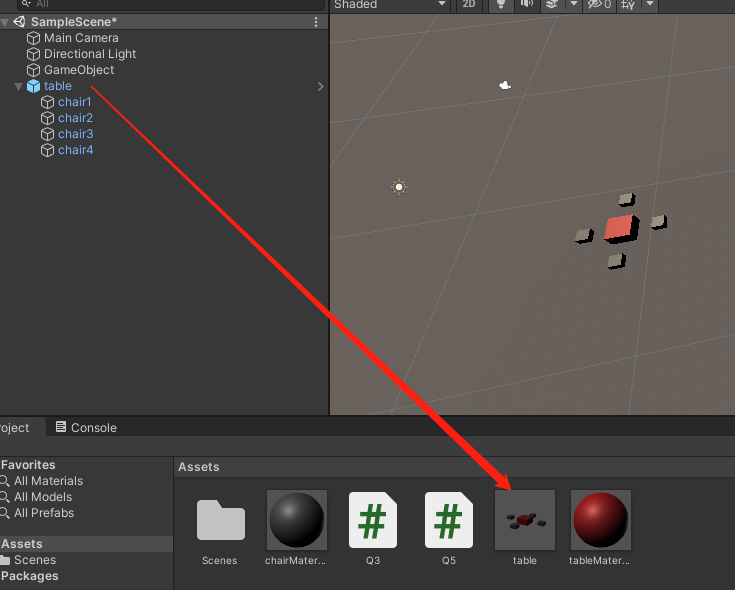 All
SampleScene*
Main Camera
Directional Light
GameObject
table
chair1
chair2
chair3
chair4
Shaded
2D
0
oject
Console
Favorites
All Materials
All Models
All Prefabs
Assets
Scenes
Packages
Assets
Scenes
chairMater...
Q3
Q5
table
tableMater...